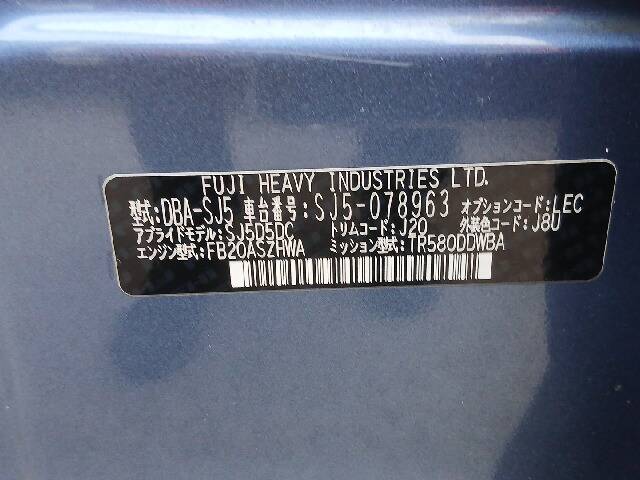 FUJI HEAVY INDUSTRIES LTD.
型式:DBA-SJ5 車台番号:SJ5-078963 オプションコード:LEC
アプライドモデル:SJ5D5DC トリムコード:J20 外装色コード:J8U
エンジン型式:FB20ASZHWA ミッション型式:TR580DDWBA